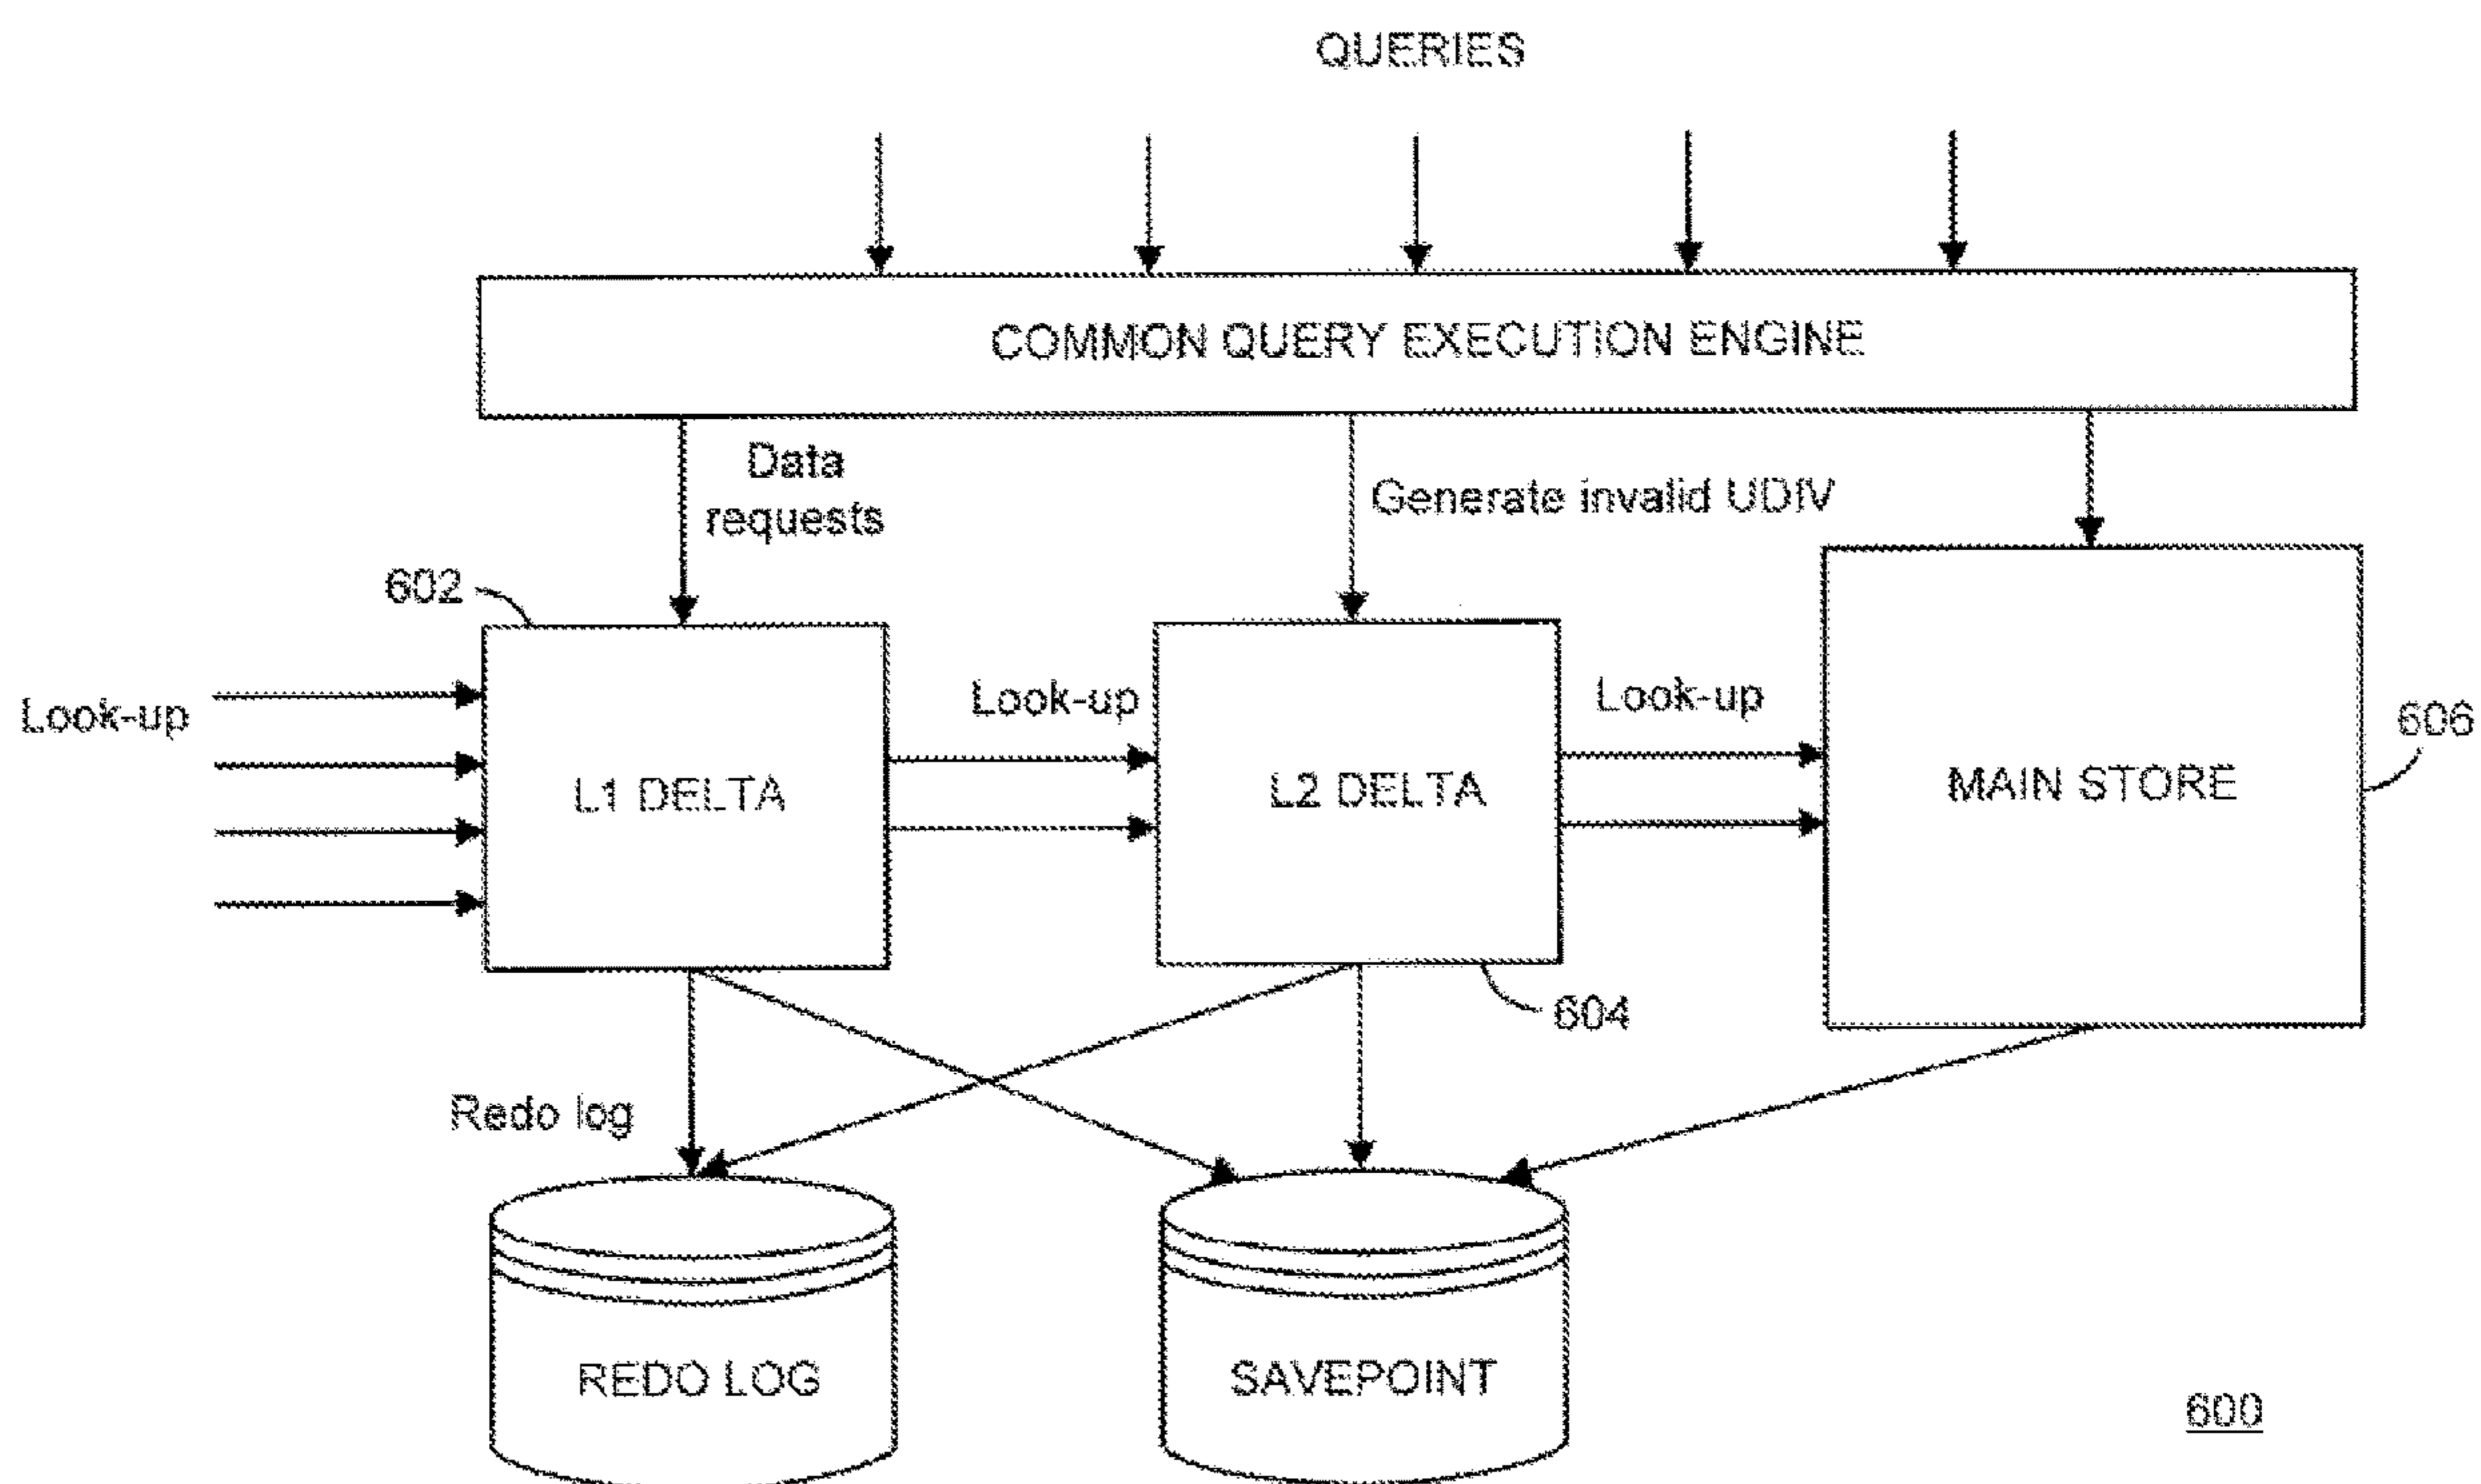 QUERIES
COMMON QUERY EXECUTION ENGINE
Data
requests
Generate invalid UDIV
602
Look-up
Look-up
Look-up
606
L1 DELTA
L2 DELTA
MAIN STORE
604
Redo log
REDO LOG
SAVEPOINT
600